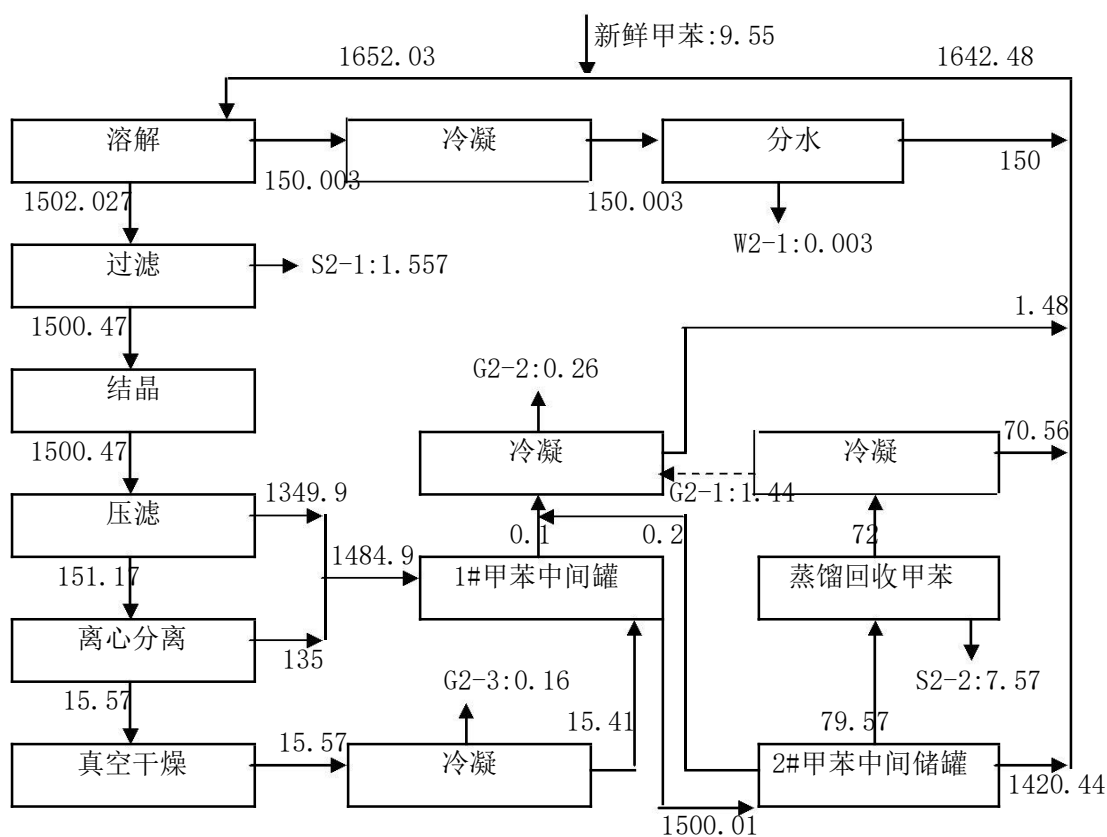 新鲜甲苯:9.55
1652.03
1642.48
溶解
冷凝
分水
150.003
150.003
150
1502.027
W2-1:0.003
过滤
S2-1:1.557
1500.47
1.48
结晶
G2-2:0.26
1500.47
冷凝
冷凝
70.56
G2-1:1.44
压滤
1349.9
0.1
0.2
72
1484.9
151.17
1#甲苯中间罐
蒸馏回收甲苯
离心分离
135
15.57
G2-3:0.16
S2-2:7.57
15.41
79.57
真空干燥
15.57
冷凝
2#甲苯中间储罐
1420.44
1500.01